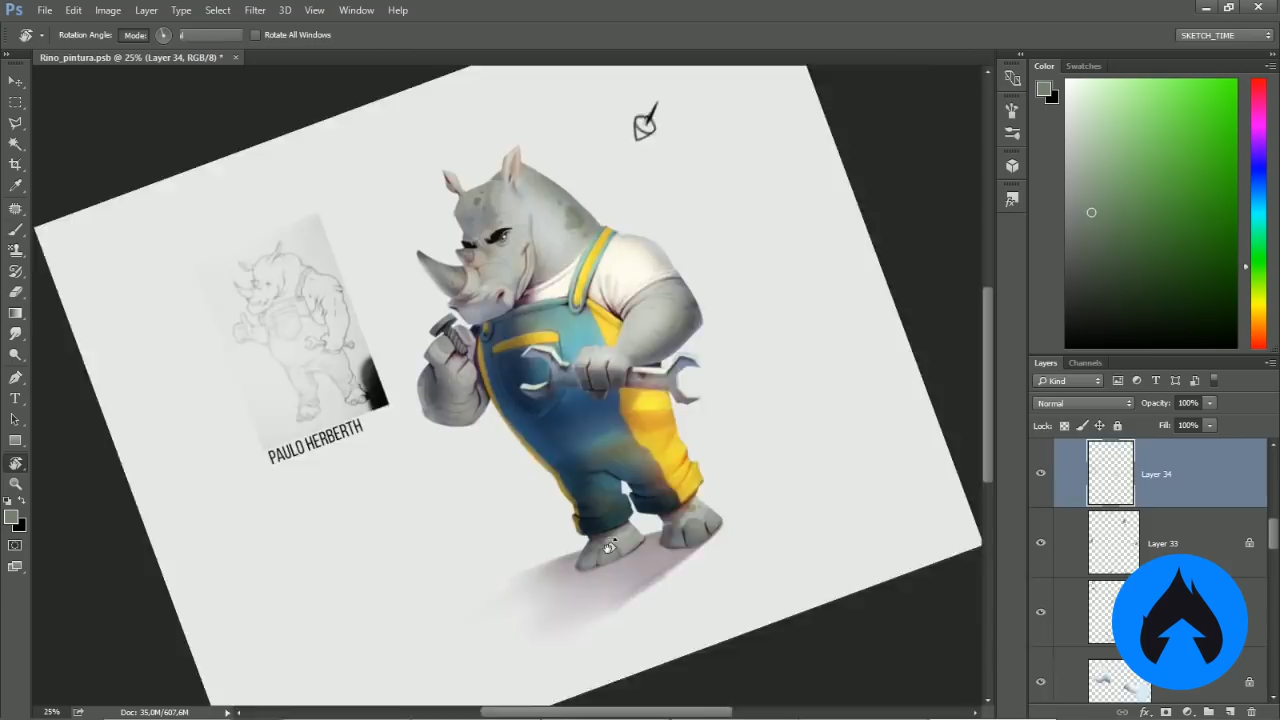 Ps File Edit Image Layer Type Select Filter 3D View Window Help
Rotation Angle: Mode: Rotate All Windows SKETCH_TIME
Rino_pintura.psb @ 25% (Layer 34, RGB/8) * ×
Color Swatches
PAULO HERBERTH
Layers Channels
Kind
Normal Opacity: 100%
Lock: Fill: 100%
Layer 34
Layer 33
25% Doc: 35,0M/607,6M